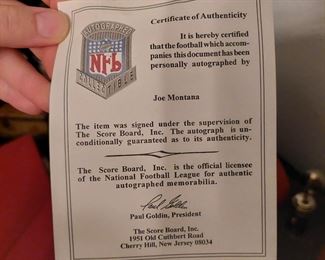 Certificate of Authenticity
AUTOGRAPHED
NFL
COLLECTIBLE
It is hereby certified
that the football which accom-
panies this document has been
personally autographed by
Joe Montana
The item was signed under the supervision of
The Score Board, Inc. The autograph is un-
conditionally guaranteed as to its authenticity.
The Score Board, Inc. is the official licensee
of the National Football League for authentic
autographed memorabilia.
Paul Goldin
Paul Goldin, President
The Score Board, Inc.
1951 Old Cuthbert Road
Cherry Hill, New Jersey 08034